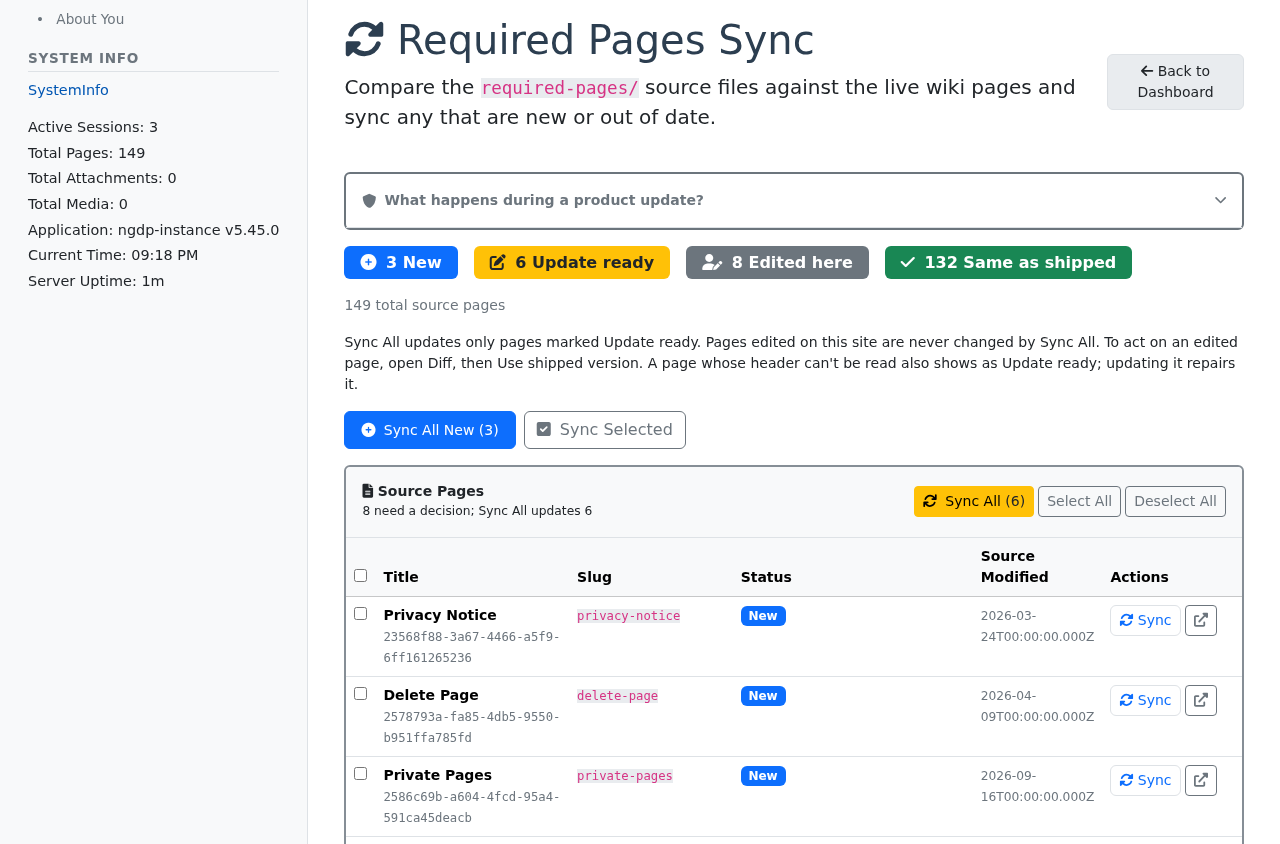 About You
SYSTEM INFO
SystemInfo
Active Sessions: 3
Total Pages: 149
Total Attachments: 0
Total Media: 0
Application: ngdp-instance v5.45.0
Current Time: 09:18 PM
Server Uptime: 1m
Required Pages Sync
Compare the required-pages/ source files against the live wiki pages and
sync any that are new or out of date.
Back to
Dashboard
What happens during a product update?
3 New
6 Update ready
8 Edited here
132 Same as shipped
149 total source pages
Sync All updates only pages marked Update ready. Pages edited on this site are never changed by Sync All. To act on an edited
page, open Diff, then Use shipped version. A page whose header can't be read also shows as Update ready; updating it repairs
it.
Sync All New (3)
Sync Selected
Source Pages
8 need a decision; Sync All updates 6
Sync All (6)
Select All
Deselect All
Title
Slug
Status
Source
Modified
Actions
Privacy Notice
23568f88-3a67-4466-a5f9-
6ff161265236
privacy-notice
New
2026-03-
24T00:00:00.000Z
Sync
Delete Page
2578793a-fa85-4db5-9550-
b951ffa785fd
delete-page
New
2026-04-
09T00:00:00.000Z
Sync
Private Pages
2586c69b-a604-4fcd-95a4-
591ca45deacb
private-pages
New
2026-09-
16T00:00:00.000Z
Sync